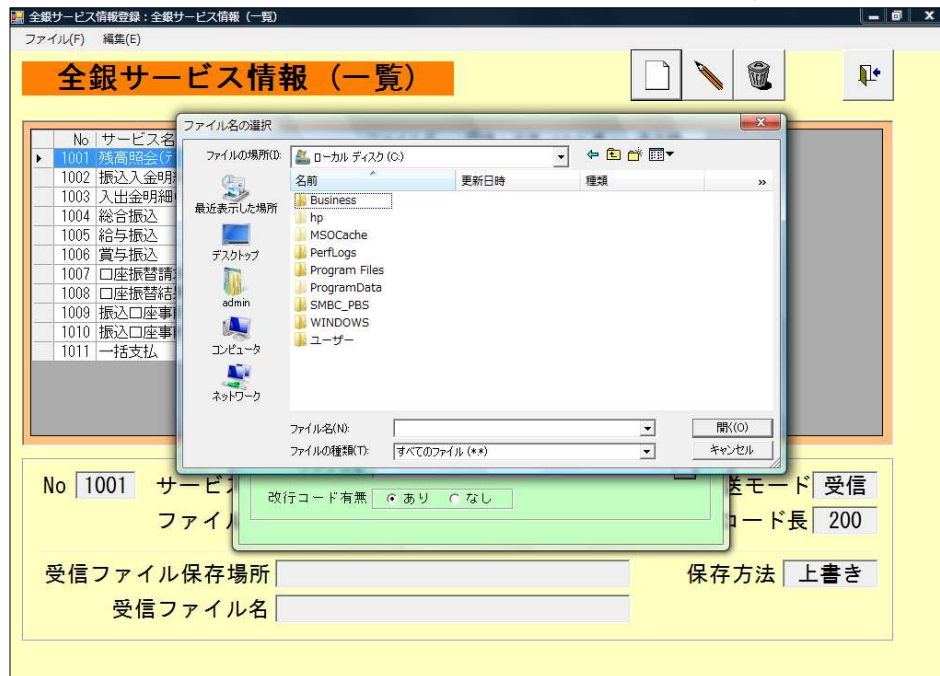 全銀サービス情報登録：全銀サービス情報（一覧）
ファイル(F) 編集(E)
全銀サービス情報（一覧）
No サービス名
1001 残高照会(テ
1002 振込入金明
1003 入出金明細
1004 総合振込
1005 給与振込
1006 賞与振込
1007 口座振替請
1008 口座振替結
1009 振込口座事
1010 振込口座事
1011 一括支払
ファイル名の選択
ファイルの場所(I): ローカル ディスク (C:)
最近表示した場所
デスクトップ
admin
コンピュータ
ネットワーク
名前 更新日時 種類 »
Business
hp
MSOCache
PerfLogs
Program Files
ProgramData
SMBC_PBS
WINDOWS
ユーザー
ファイル名(N): 開く(O)
ファイルの種類(T): すべてのファイル (**) キャンセル
改行コード有無 あり なし
No 1001 サービ 送モード 受信
ファイル コード長 200
受信ファイル保存場所 保存方法 上書き
受信ファイル名